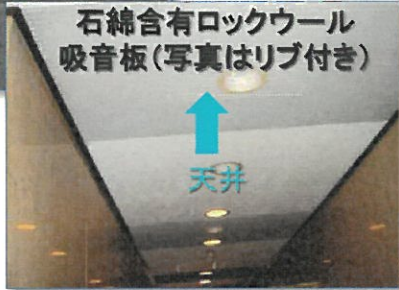 石綿含有ロックウール
吸音板(写真はリブ付き)
天井